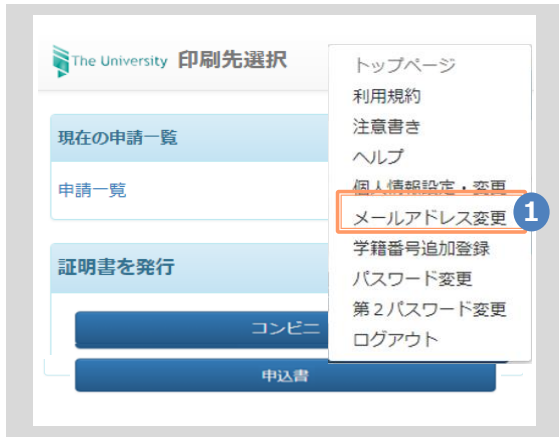 The University 印刷先選択
現在の申請一覧
申請一覧
証明書を発行
コンビニ
申込書
トップページ
利用規約
注意書き
ヘルプ
個人情報設定・変更
メールアドレス変更
1
学籍番号追加登録
パスワード変更
第2パスワード変更
ログアウト